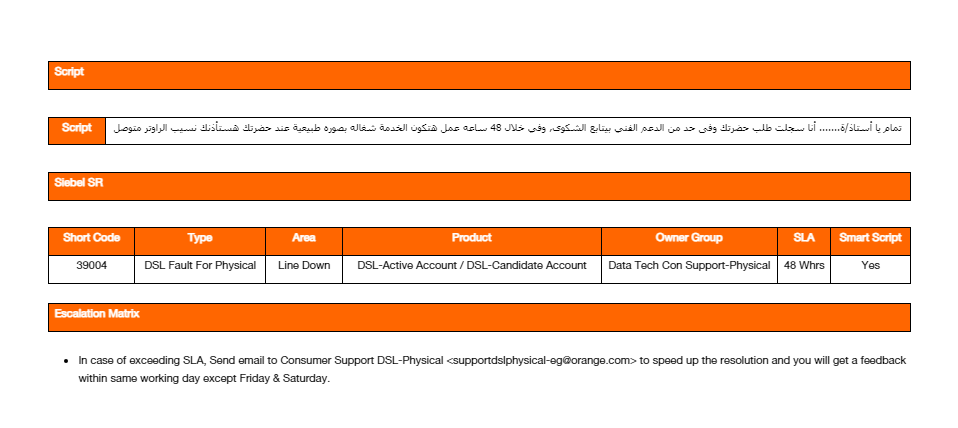 Script
Script
تمام يا أستاذ/ة....... أنا سجلت طلب حضرتك وفى حد من الدعم الفني بيتابع الشكوى, وفي خلال 48 ساعه عمل هتكون الخدمة شغاله بصوره طبيعية عند حضرتك هستأذنك نسيب الراوتر متوصل
Siebel SR
Short Code Type Area Product Owner Group SLA Smart Script
39004 DSL Fault For Physical Line Down DSL-Active Account / DSL-Candidate Account Data Tech Con Support-Physical 48 Whrs Yes
Escalation Matrix
• In case of exceeding SLA, Send email to Consumer Support DSL-Physical <supportdslphysical-eg@orange.com> to speed up the resolution and you will get a feedback
within same working day except Friday & Saturday.